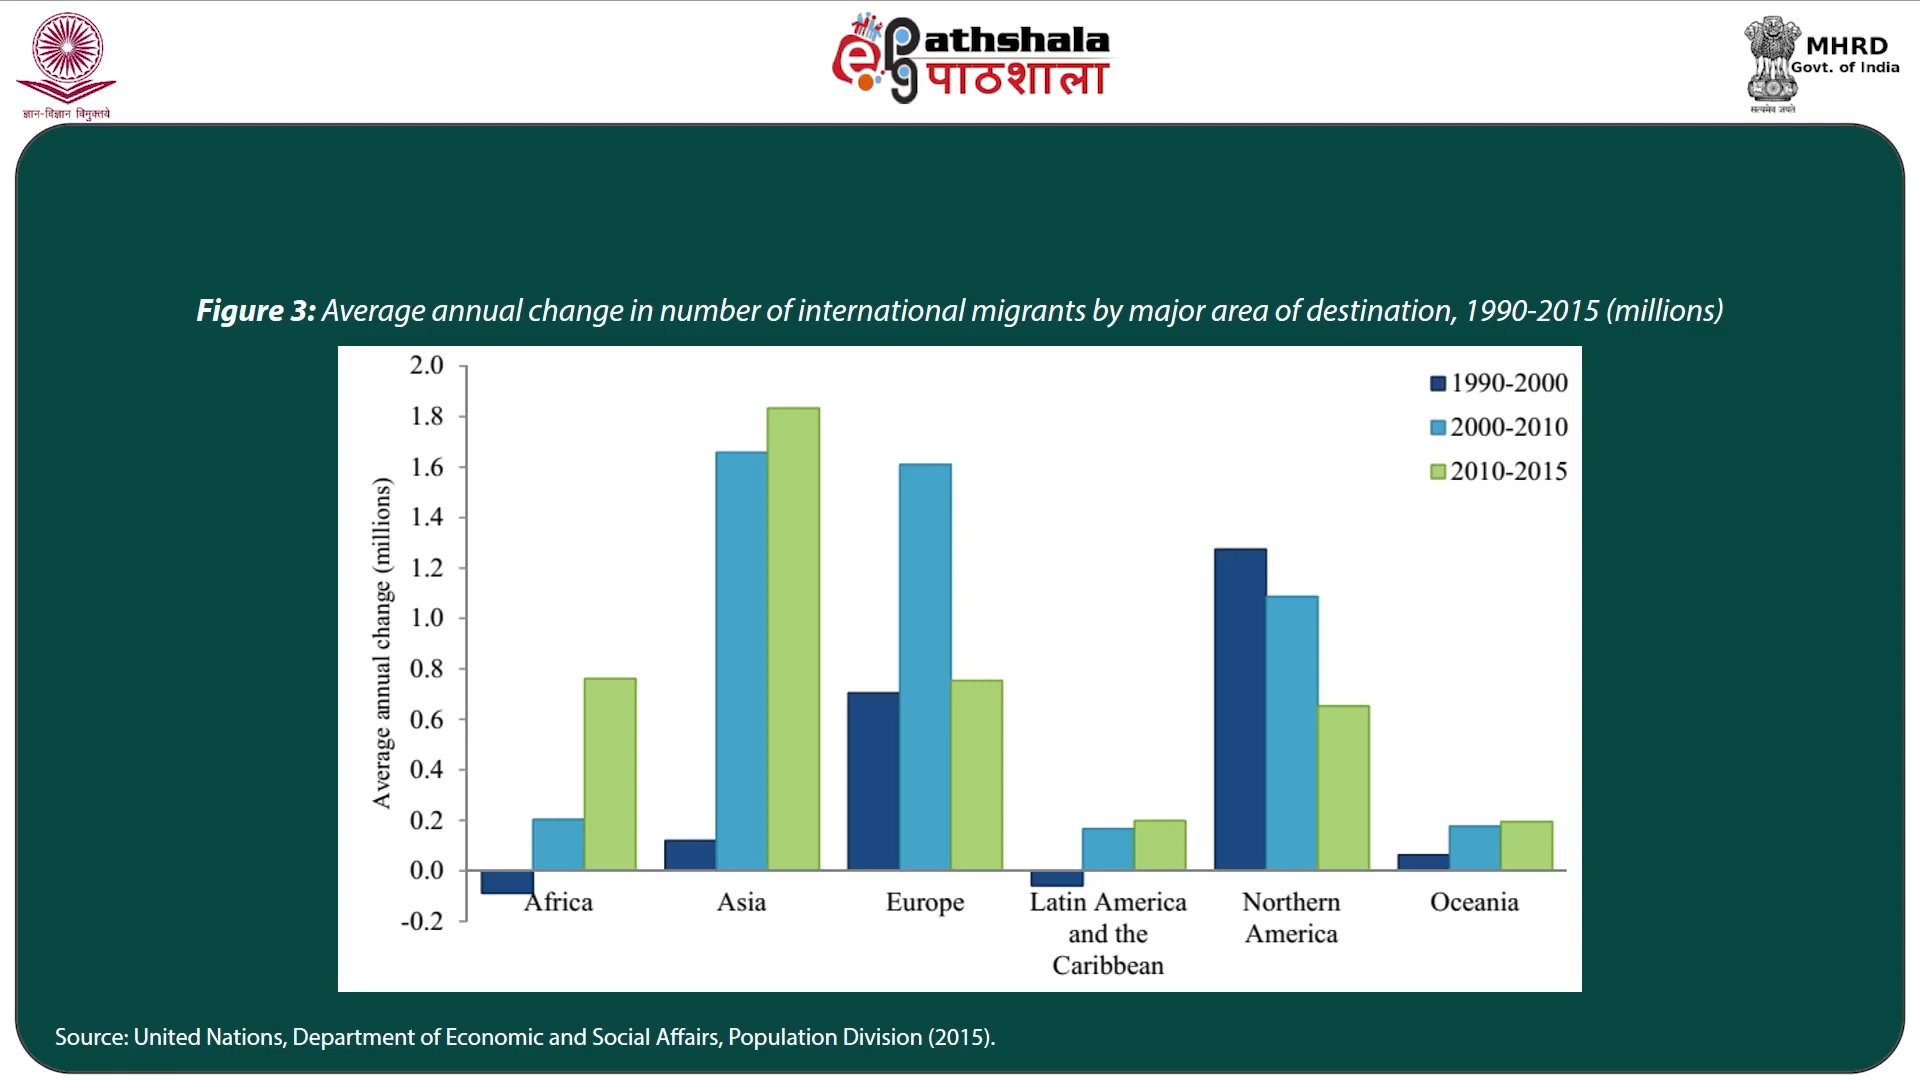 ज्ञान-विज्ञान विमुक्तये
e
pg
athshala
पाठशाला
MHRD
Govt. of India
सत्यमेव जयते
Figure 3: Average annual change in number of international migrants by major area of destination, 1990-2015 (millions)
Average annual change (millions)
2.0
1.8
1.6
1.4
1.2
1.0
0.8
0.6
0.4
0.2
0.0
-0.2
1990-2000
2000-2010
2010-2015
Africa
Asia
Europe
Latin America
and the
Caribbean
Northern
America
Oceania
Source: United Nations, Department of Economic and Social Affairs, Population Division (2015).